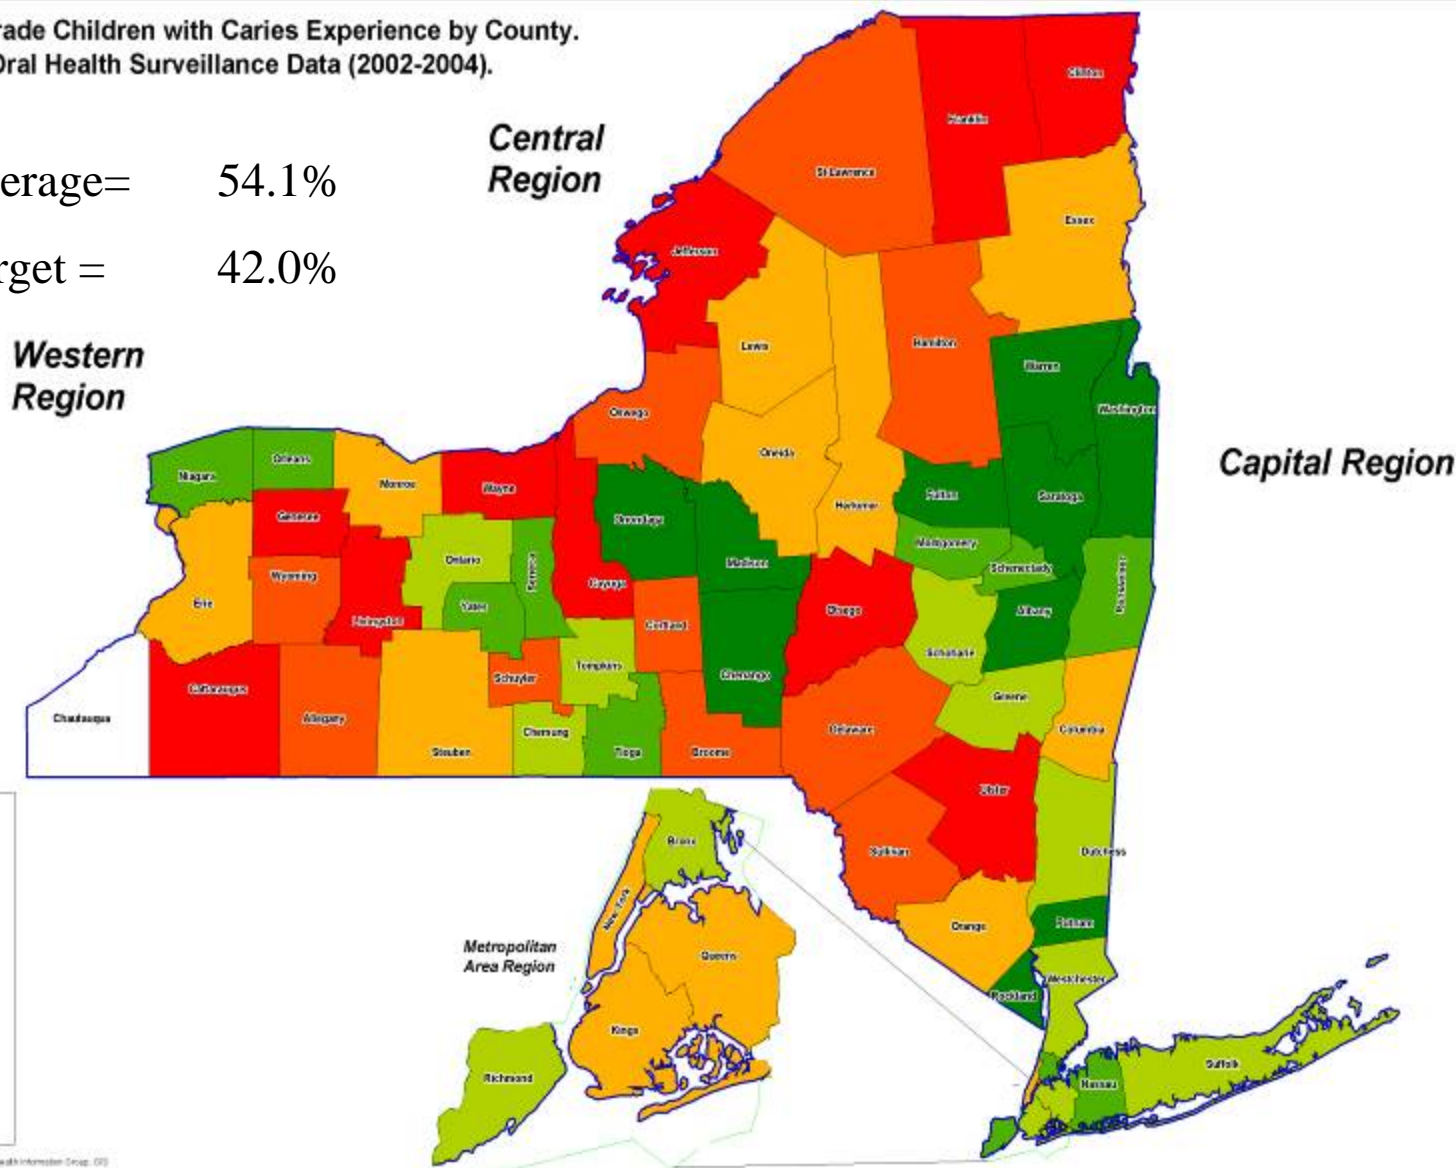 rade Children with Caries Experience by County.
Oral Health Surveillance Data (2002-2004).
erage= 54.1%
rget = 42.0%
Central
Region
Western
Region
Capital Region
Metropolitan
Area Region
Clinton
Franklin
St Lawrence
Essex
Jefferson
Lewis
Hamilton
Warren
Washington
Oswego
Oneida
Herkimer
Fulton
Saratoga
Niagara
Orleans
Monroe
Wayne
Genesee
Onondaga
Madison
Montgomery
Schenectady
Rensselaer
Ontario
Seneca
Cayuga
Wyoming
Erie
Livingston
Yates
Cortland
Otsego
Albany
Schoharie
Tompkins
Schuyler
Chenango
Cattaraugus
Allegany
Chautauqua
Steuben
Chemung
Tioga
Broome
Delaware
Greene
Columbia
Ulster
Sullivan
Dutchess
Orange
Putnam
Rockland
Westchester
Bronx
New York
Queens
Kings
Richmond
Nassau
Suffolk